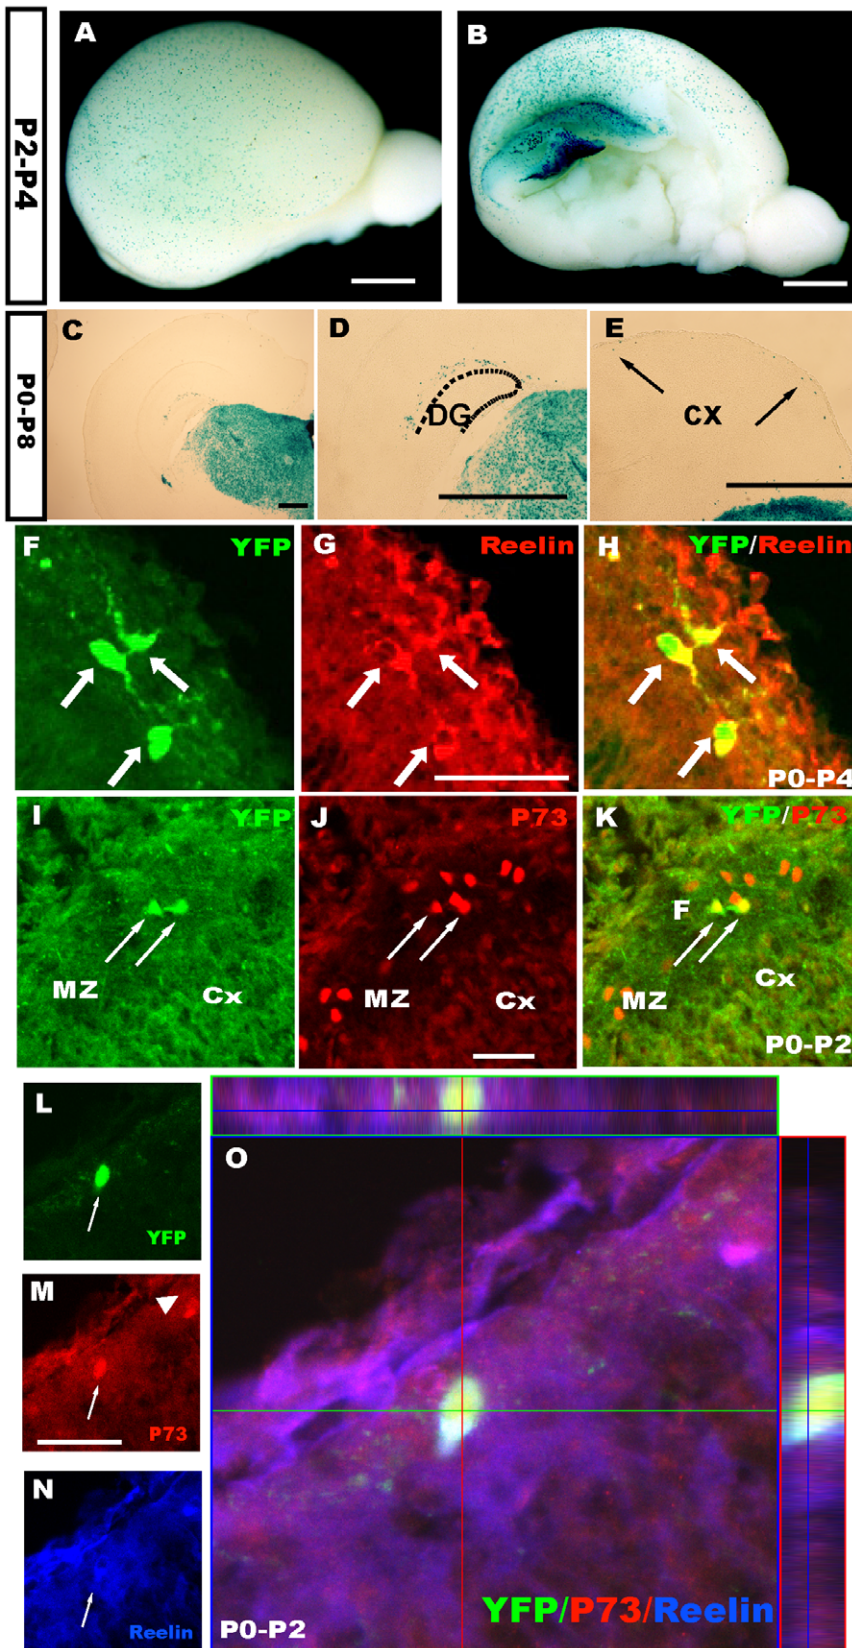 P2-P4
A
B
P0-P8
C
D
DG
E
CX
F
YFP
G
Reelin
H
YFP/Reelin
P0-P4
I
YFP
MZ
Cx
J
P73
MZ
Cx
K
YFP/P73
F
Cx
MZ
P0-P2
L
YFP
M
P73
N
Reelin
O
YFP/P73/Reelin
P0-P2